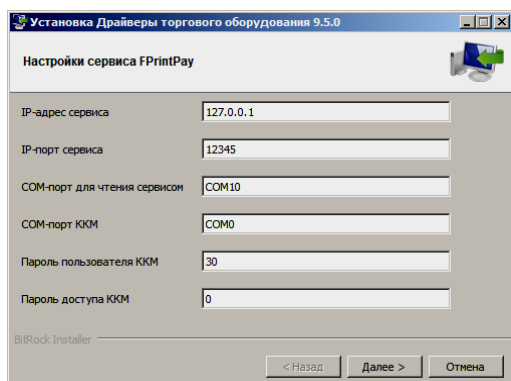 Установка Драйверы торгового оборудования 9.5.0
Настройки сервиса FPrintPay
IP-адрес сервиса 127.0.0.1
IP-порт сервиса 12345
COM-порт для чтения сервисом COM10
COM-порт ККМ COM0
Пароль пользователя ККМ 30
Пароль доступа ККМ 0
BitRock Installer
< Назад Далее > Отмена